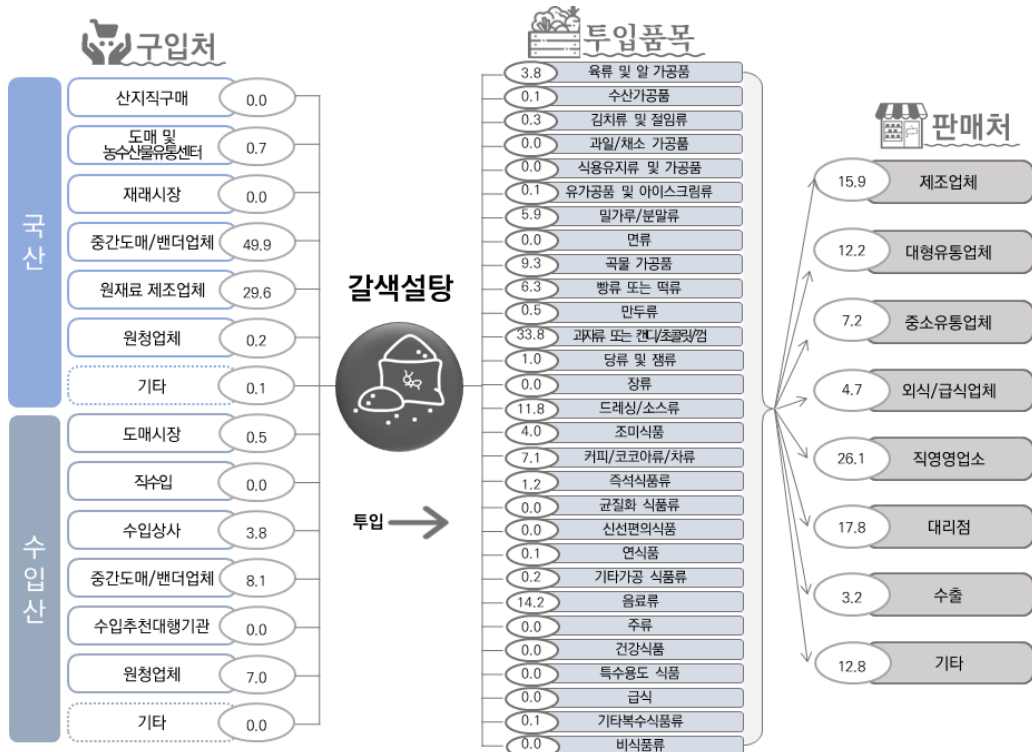 구입처
국산
산지직구매 0.0
도매 및
농수산물유통센터 0.7
재래시장 0.0
중간도매/밴더업체 49.9
원재료 제조업체 29.6
원청업체 0.2
기타 0.1
수입산
도매시장 0.5
직수입 0.0
수입상사 3.8
중간도매/밴더업체 8.1
수입추천대행기관 0.0
원청업체 7.0
기타 0.0
갈색설탕
투입
투입품목
3.8 육류 및 알 가공품
0.1 수산가공품
0.3 김치류 및 절임류
0.0 과일/채소 가공품
0.0 식용유지류 및 가공품
0.1 유가공품 및 아이스크림류
5.9 밀가루/분말류
0.0 면류
9.3 곡물 가공품
6.3 빵류 또는 떡류
0.5 만두류
33.8 과자류 또는 캔디/초콜릿/껌
1.0 당류 및 잼류
0.0 장류
11.8 드레싱/소스류
4.0 조미식품
7.1 커피/코코아류/차류
1.2 즉석식품류
0.0 균질화 식품류
0.0 신선편의식품
0.1 연식품
0.2 기타가공 식품류
14.2 음료류
0.0 주류
0.0 건강식품
0.0 특수용도 식품
0.0 급식
0.1 기타복수식품류
0.0 비식품류
판매처
15.9 제조업체
12.2 대형유통업체
7.2 중소유통업체
4.7 외식/급식업체
26.1 직영영업소
17.8 대리점
3.2 수출
12.8 기타